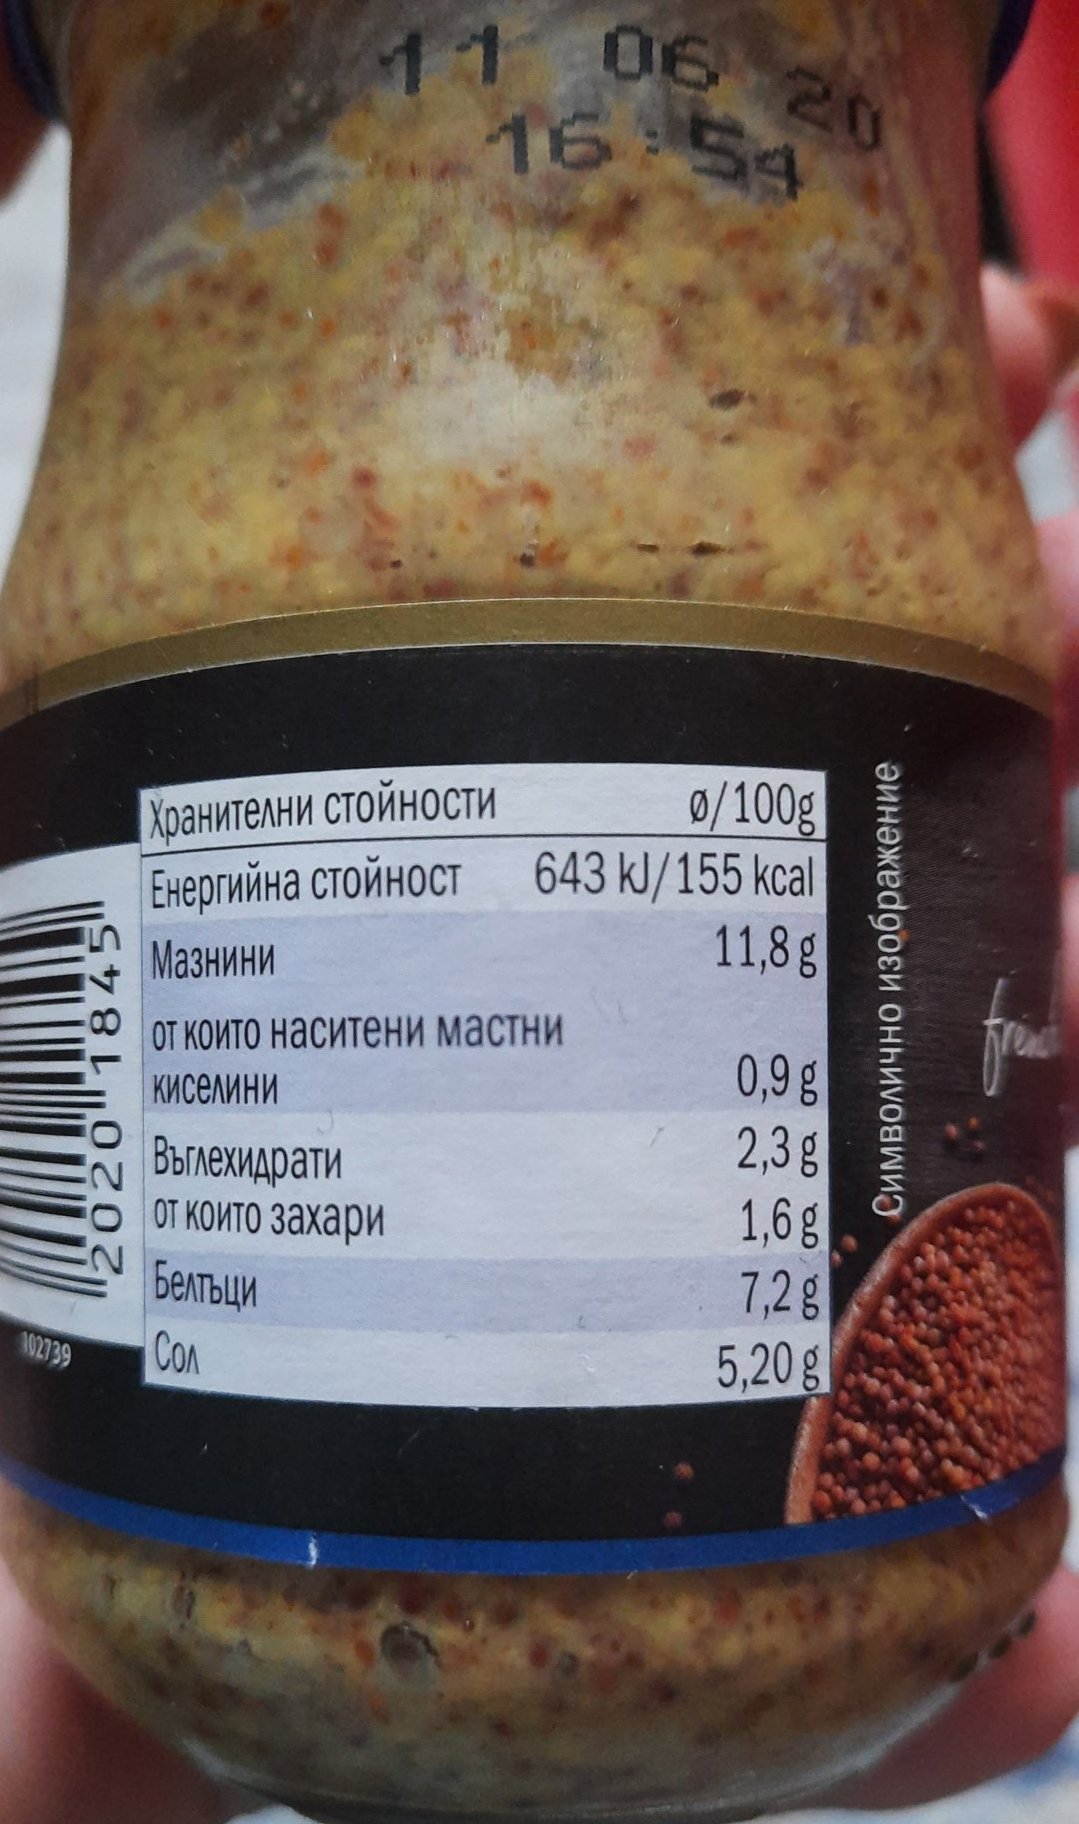 11 06 20
16:54
Хранителни стойности ø/100g
Енергийна стойност 643 kJ/155 kcal
Мазнини 11,8 g
от които наситени мастни
киселини 0,9 g
Въглехидрати 2,3 g
от които захари 1,6 g
Белтъци 7,2 g
Сол 5,20 g
2020 1845
102739
Символично изображение